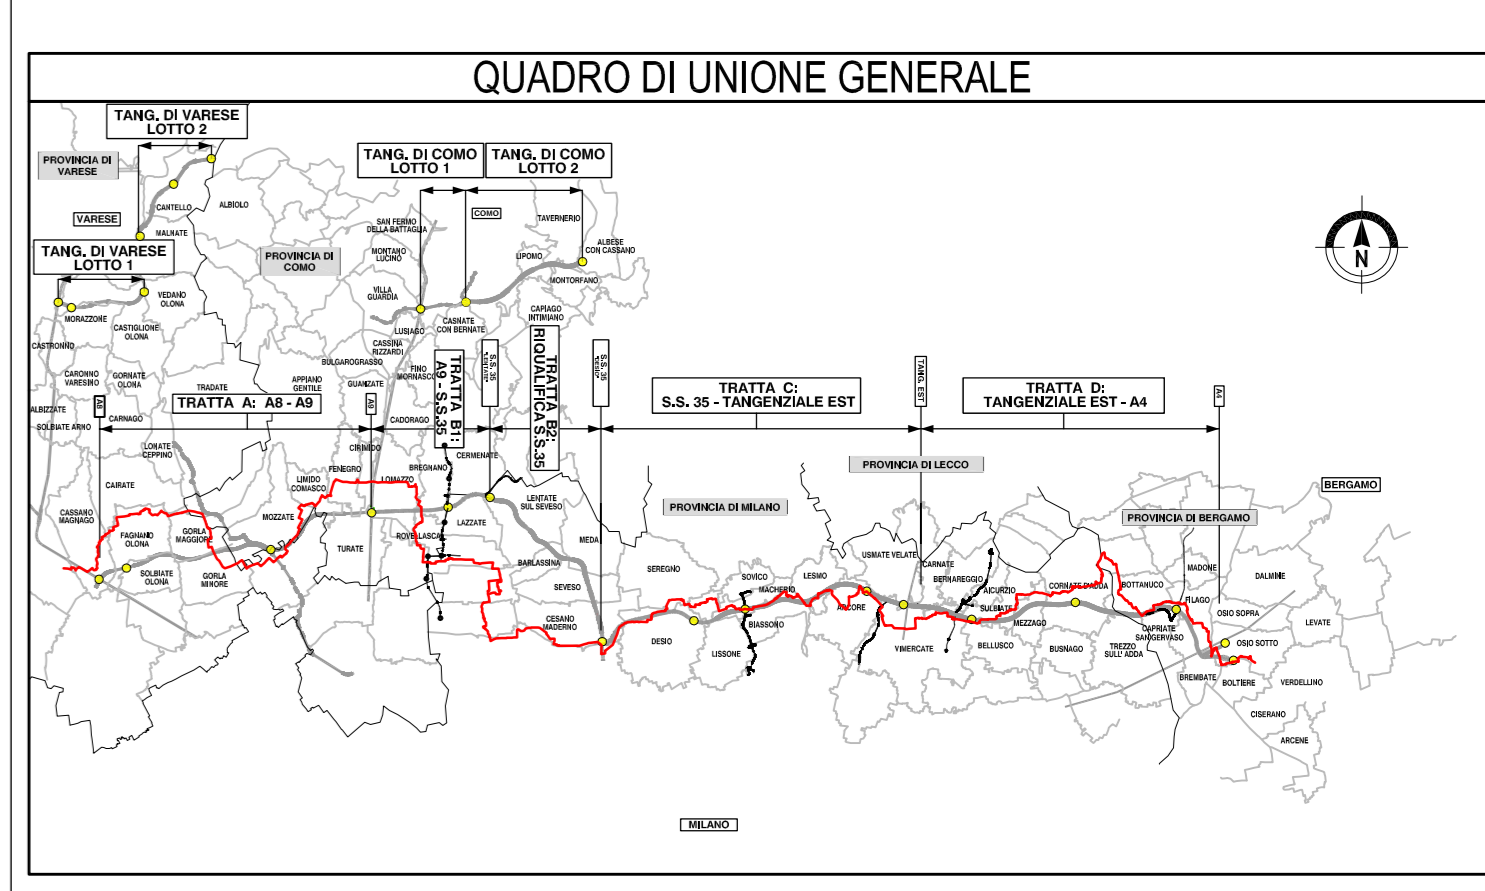 QUADRO DI UNIONE GENERALE
TANG. DI VARESE
LOTTO 2
PROVINCIA DI
VARESE
VARESE
CANTELLO
ALBIOLO
MALNATE
TANG. DI VARESE
LOTTO 1
VEDANO
OLONA
MORAZZONE
CASTIGLIONE
OLONA
CASTRONNO
CARONNO
VARESINO
GORNATE
OLONA
TRADATE
ALBIZZATE
SOLBIATE ARNO
CARNAGO
LONATE
CEPPINO
CAIRATE
CASSANO
MAGNAGO
FAGNANO
OLONA
GORLA
MAGGIORE
SOLBIATE
OLONA
GORLA
MINORE
MOZZATE
LIMIDO
COMASCO
TURATE
TANG. DI COMO
LOTTO 1
TANG. DI COMO
LOTTO 2
PROVINCIA DI
COMO
COMO
SAN FERMO
DELLA BATTAGLIA
MONTANO
LUCINO
VILLA
GUARDIA
TAVERNERIO
ALBESE
CON CASSANO
LIPOMO
MONTORFANO
CAPIAGO
INTIMIANO
LUSIAGO
CASNATE
CON BERNATE
CASSINA
RIZZARDI
BULGAROGRASSO
FINO
MORNASCO
APPIANO
GENTILE
GUANZATE
CADORAGO
CIRIMIDO
FENEGRO
LOMAZZO
BREGNANO
CERMENATE
ROVELLASCA
LAZZATE
LENTATE
SUL SEVESO
MEDA
BARLASSINA
SEVESO
CESANO
MADERNO
A8
TRATTA A: A8 - A9
A9
TRATTA B1:
A9 - S.S.35
S.S. 35
"LENTATE"
TRATTA B2:
RIQUALIFICA S.S.35
S.S. 35
"DESIO"
TRATTA C:
S.S. 35 - TANGENZIALE EST
TANG. EST
TRATTA D:
TANGENZIALE EST - A4
A4
N
PROVINCIA DI LECCO
PROVINCIA DI MILANO
PROVINCIA DI BERGAMO
BERGAMO
SEREGNO
DESIO
LISSONE
SOVICO
MACHERIO
BIASSONO
LESMO
ARCORE
USMATE VELATE
CARNATE
BERNAREGGIO
AICURZIO
SULBIATE
VIMERCATE
MEZZAGO
BELLUSCO
BUSNAGO
CORNATE D'ADDA
BOTTANUCO
TREZZO
SULL' ADDA
CAPRIATE
SANGERVASO
MADONE
FILAGO
DALMINE
OSIO SOPRA
OSIO SOTTO
LEVATE
BREMBATE
BOLTIERE
VERDELLINO
CISERANO
ARCENE
MILANO